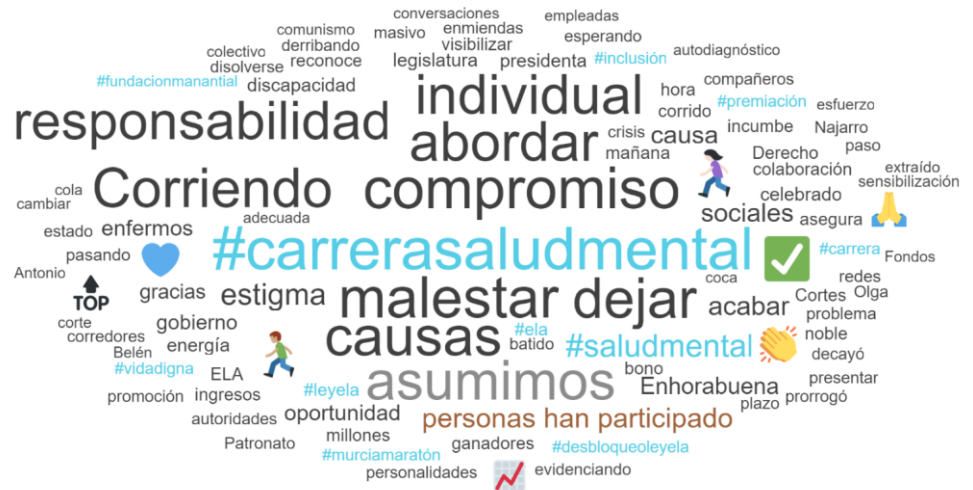 conversaciones empleadas
comunismo masivo enmiendas esperando
colectivo derribando visibilizar autodiagnóstico
disolverse reconoce legislatura presidenta #inclusión
#fundacionmanantial discapacidad individual hora compañeros
responsabilidad corrido #premiación esfuerzo
abordar crisis causa incumbe Najarro
mañana Derecho paso
cola Corriendo compromiso colaboración extraído
cambiar celebrado sensibilización
estado enfermos adecuada sociales asegura
pasando #carrerasaludmental #carrera Fondos
Antonio TOP gracias estigma malestar dejar coca redes
acabar Cortes Olga
corte gobierno causas #ela problema
corredores energía batido #saludmental noble
Belén decayó
#vidadigna ELA #leyela asumimos bono presentar
promoción ingresos Enhorabuena plazo prorrogó
autoridades oportunidad personas han participado
Patronato millones ganadores #desbloqueoleyela
#murciamaratón
personalidades evidenciando